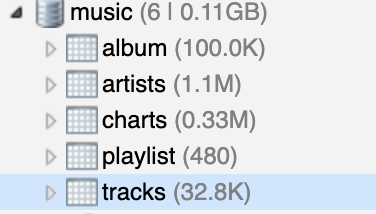 music (6 | 0.11GB)
album (100.0K)
artists (1.1M)
charts (0.33M)
playlist (480)
tracks (32.8K)